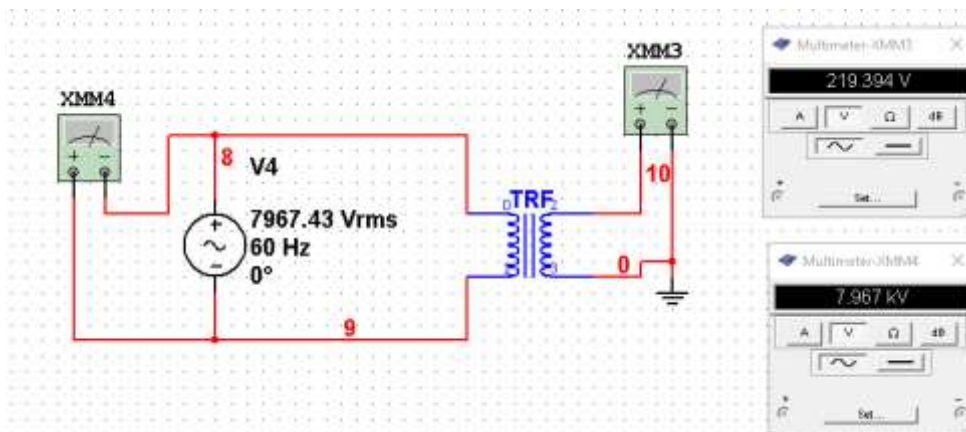 XMM4
+ −
8
V4
+
7967.43 Vrms
60 Hz
0°
−
9
XMM3
+ −
10
TRF
2
0
Multimeter-XMM3
219.394 V
A V Ω dB
+ −
Set...
Multimeter-XMM4
7.967 kV
A V Ω dB
+ −
Set...